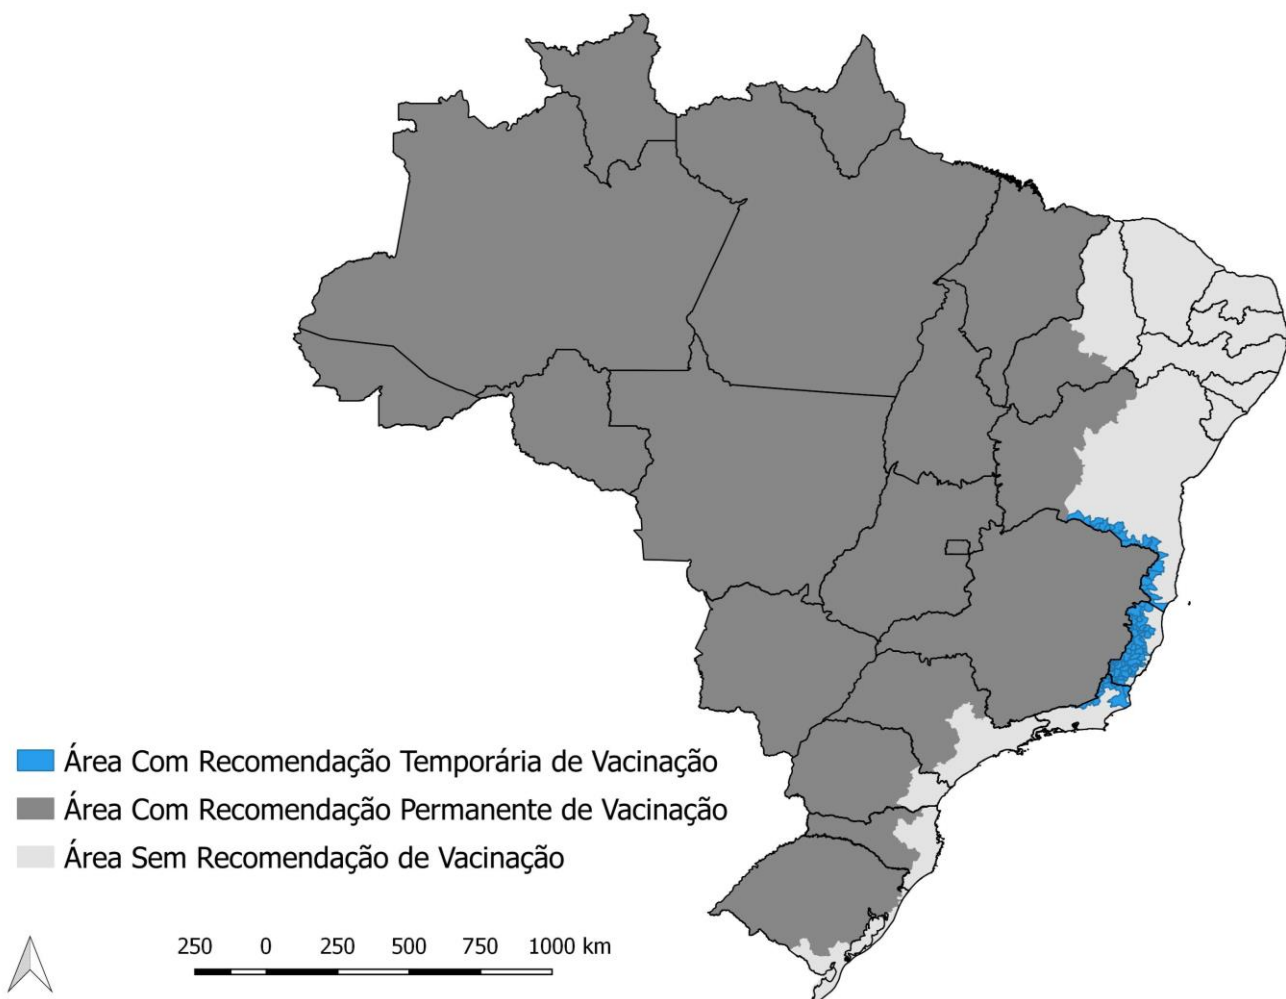 Área Com Recomendação Temporária de Vacinação
Área Com Recomendação Permanente de Vacinação
Área Sem Recomendação de Vacinação
250 0 250 500 750 1000 km